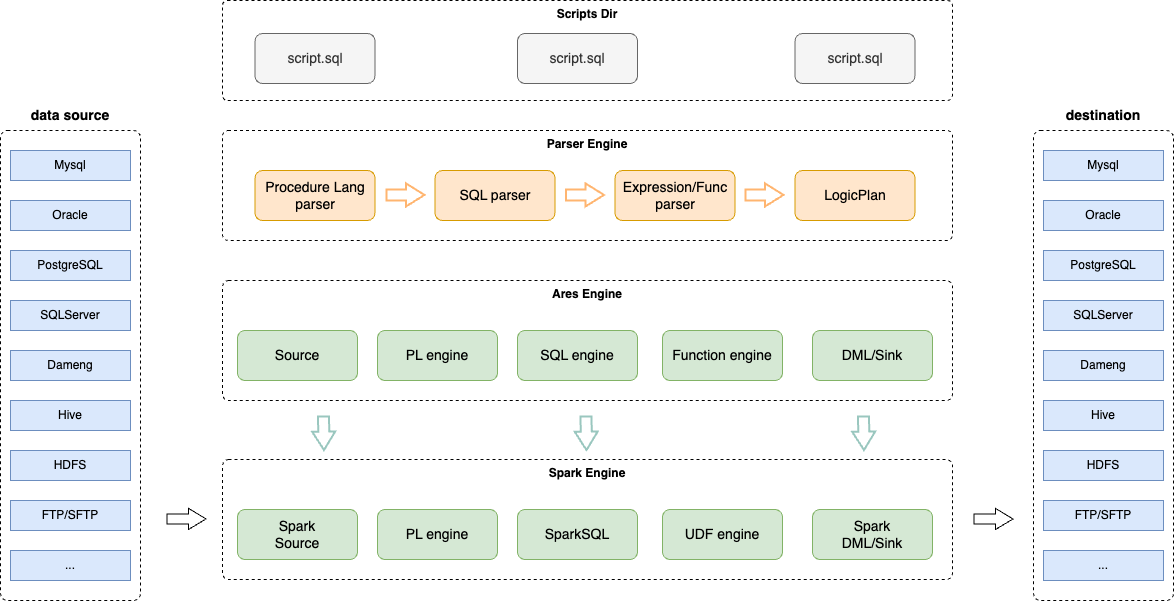 Scripts Dir
script.sql
script.sql
script.sql
data source
Mysql
Oracle
PostgreSQL
SQLServer
Dameng
Hive
HDFS
FTP/SFTP
...
Parser Engine
Procedure Lang
parser
SQL parser
Expression/Func
parser
LogicPlan
Ares Engine
Source
PL engine
SQL engine
Function engine
DML/Sink
Spark Engine
Spark
Source
PL engine
SparkSQL
UDF engine
Spark
DML/Sink
destination
Mysql
Oracle
PostgreSQL
SQLServer
Dameng
Hive
HDFS
FTP/SFTP
...